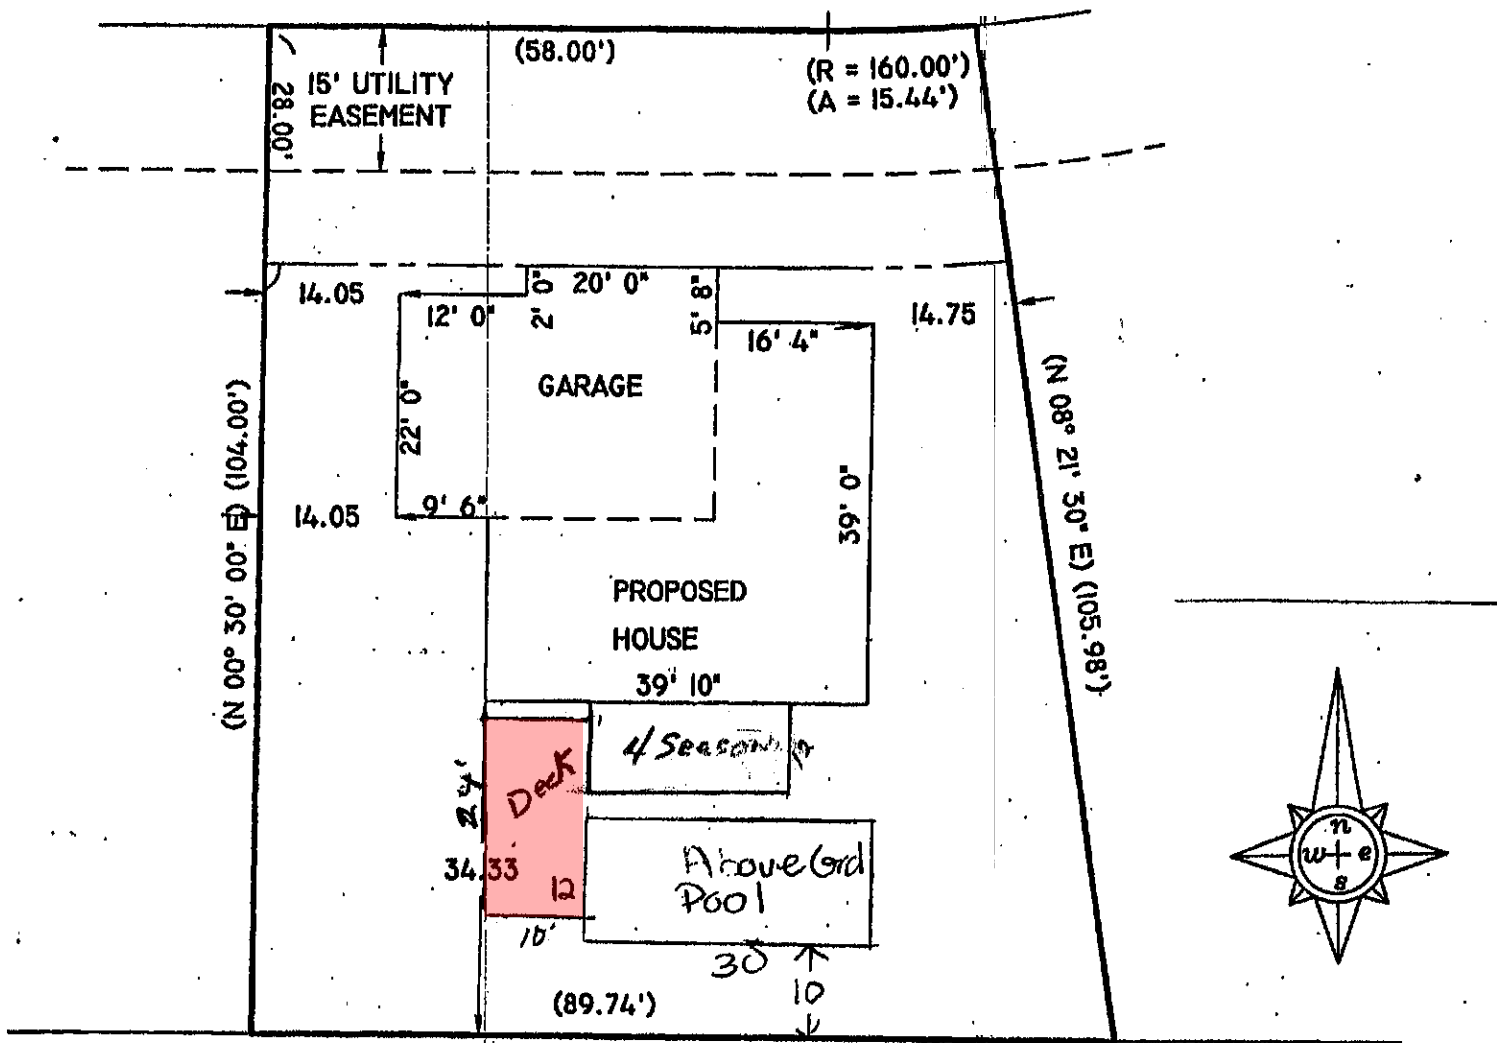 (58.00')
(R = 160.00')
(A = 15.44')
15' UTILITY
EASEMENT
28.00'
14.05
12' 0"
2' 0"
20' 0"
5' 8"
16' 4"
14.75
GARAGE
22' 0"
(N 00° 30' 00" E) (104.00')
(N 08° 21' 30" E) (105.98')
14.05
9' 6"
39' 0"
PROPOSED
HOUSE
39' 10"
4 Season
Deck
24'
34.33
12
10'
Above Grd
Pool
30
10
(89.74')
n
w e
s